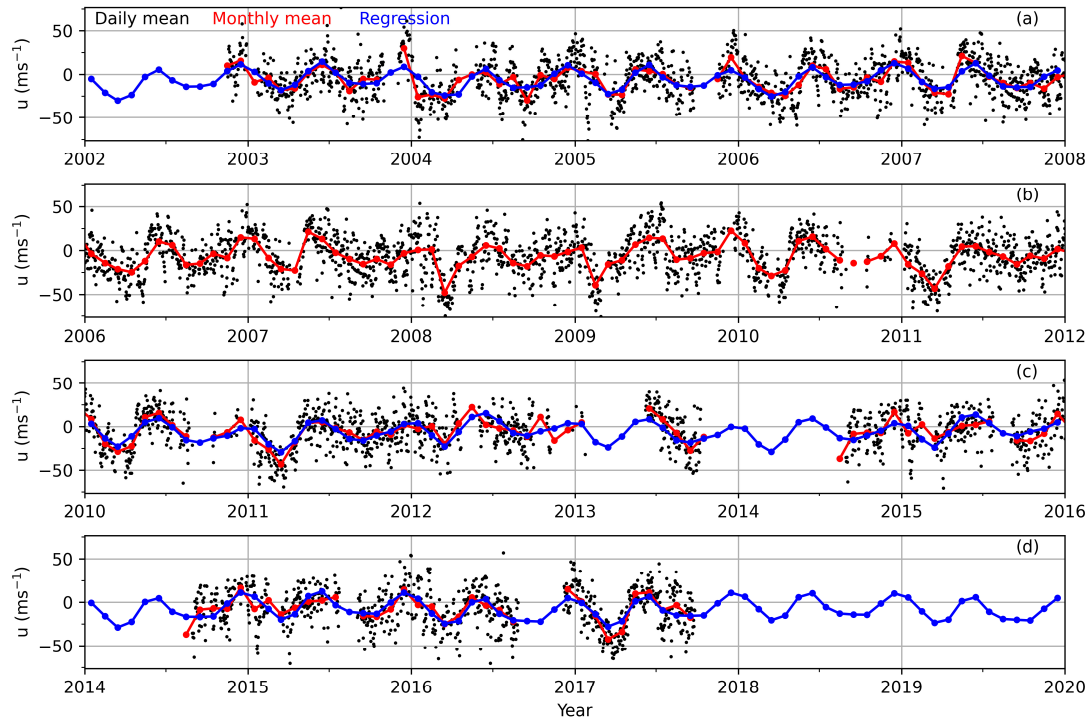 Daily mean Monthly mean Regression (a)
u (ms⁻¹)
50
0
−50
2002 2003 2004 2005 2006 2007 2008
(b)
u (ms⁻¹)
50
0
−50
2006 2007 2008 2009 2010 2011 2012
(c)
u (ms⁻¹)
50
0
−50
2010 2011 2012 2013 2014 2015 2016
(d)
u (ms⁻¹)
50
0
−50
2014 2015 2016 2017 2018 2019 2020
Year